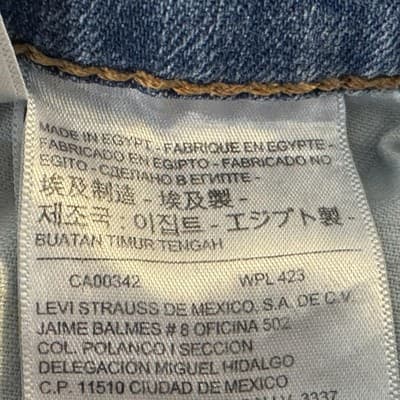 MADE IN EGYPT - FABRIQUE EN EGYPTE -
FABRICADO EN EGIPTO - FABRICADO NO
EGITO - СДЕЛАНО В ЕГИПТЕ -
埃及制造 - 埃及製 -
제조국 : 이집트 - エジプト製 -
BUATAN TIMUR TENGAH
CA00342 WPL 423
LEVI STRAUSS DE MEXICO, S.A. DE C.V.
JAIME BALMES # 8 OFICINA 502
COL. POLANCO I SECCION
DELEGACION MIGUEL HIDALGO
C.P. 11510 CIUDAD DE MEXICO
3337